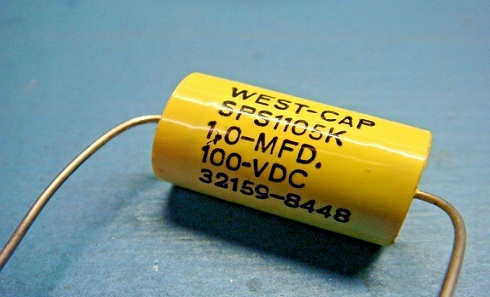 WEST-CAP
SPS1105K
1.0-MFD.
100-VDC
32159-8448